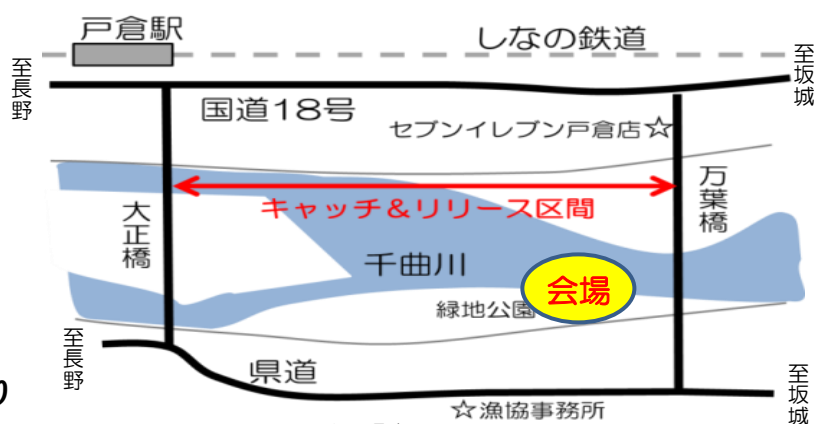 戸倉駅
しなの鉄道
至長野
至坂城
国道18号
セブンイレブン戸倉店☆
キャッチ&リリース区間
大正橋
万葉橋
千曲川
会場
緑地公園
至長野
県道
至坂城
☆漁協事務所